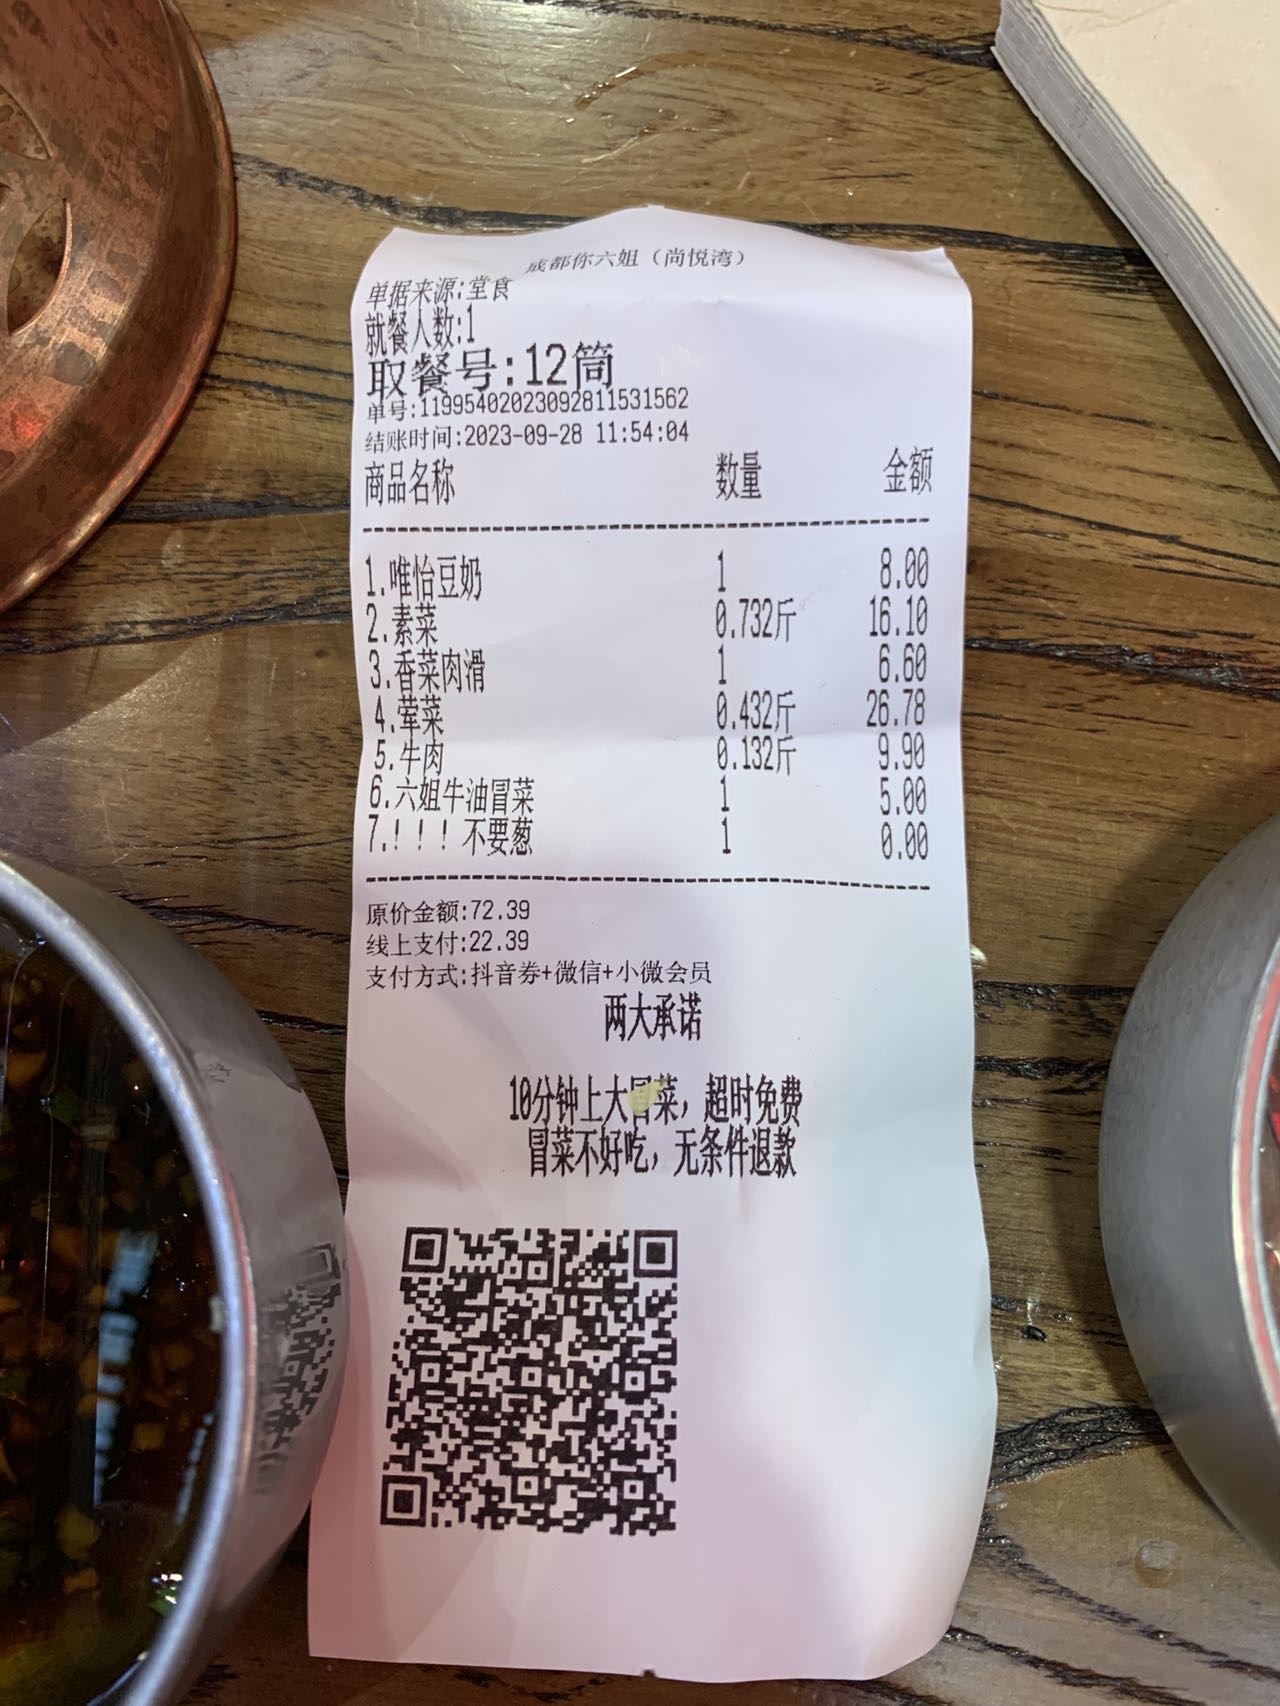 成都你六姐（尚悦湾）
单据来源:堂食
就餐人数:1
取餐号:12筒
单号:11995402023092811531562
结账时间:2023-09-28 11:54:04
商品名称 数量 金额
1.唯怡豆奶 1 8.00
2.素菜 0.732斤 16.10
3.香菜肉滑 1 6.60
4.荤菜 0.432斤 26.78
5.牛肉 0.132斤 9.90
6.六姐牛油冒菜 1 5.00
7.！！！不要葱 1 0.00
原价金额:72.39
线上支付:22.39
支付方式:抖音券+微信+小微会员
两大承诺
10分钟上大冒菜，超时免费
冒菜不好吃，无条件退款